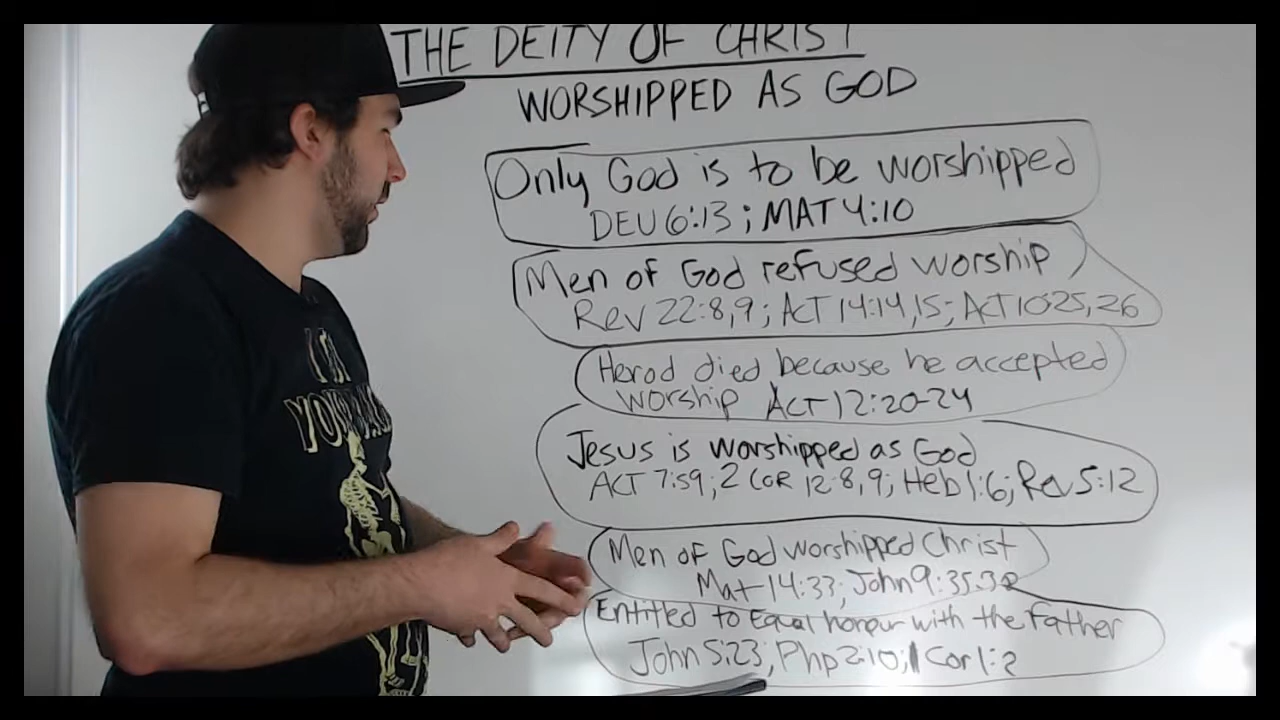 THE DEITY OF CHRIST
WORSHIPPED AS GOD
Only God is to be worshipped
DEU 6:13; MAT 4:10
Men of God refused worship
Rev 22:8,9; ACT 14:14,15; ACT 10:25,26
Herod died because he accepted
worship ACT 12:20-24
Jesus is worshipped as God
ACT 7:59; 2 COR 12:8,9; Heb 1:6; Rev 5:12
Men of God worshipped Christ
Mat 14:33; John 9:35-38
Entitled to Equal honour with the Father
John 5:23; Php 2:10; 1 Cor 1:2
I'M